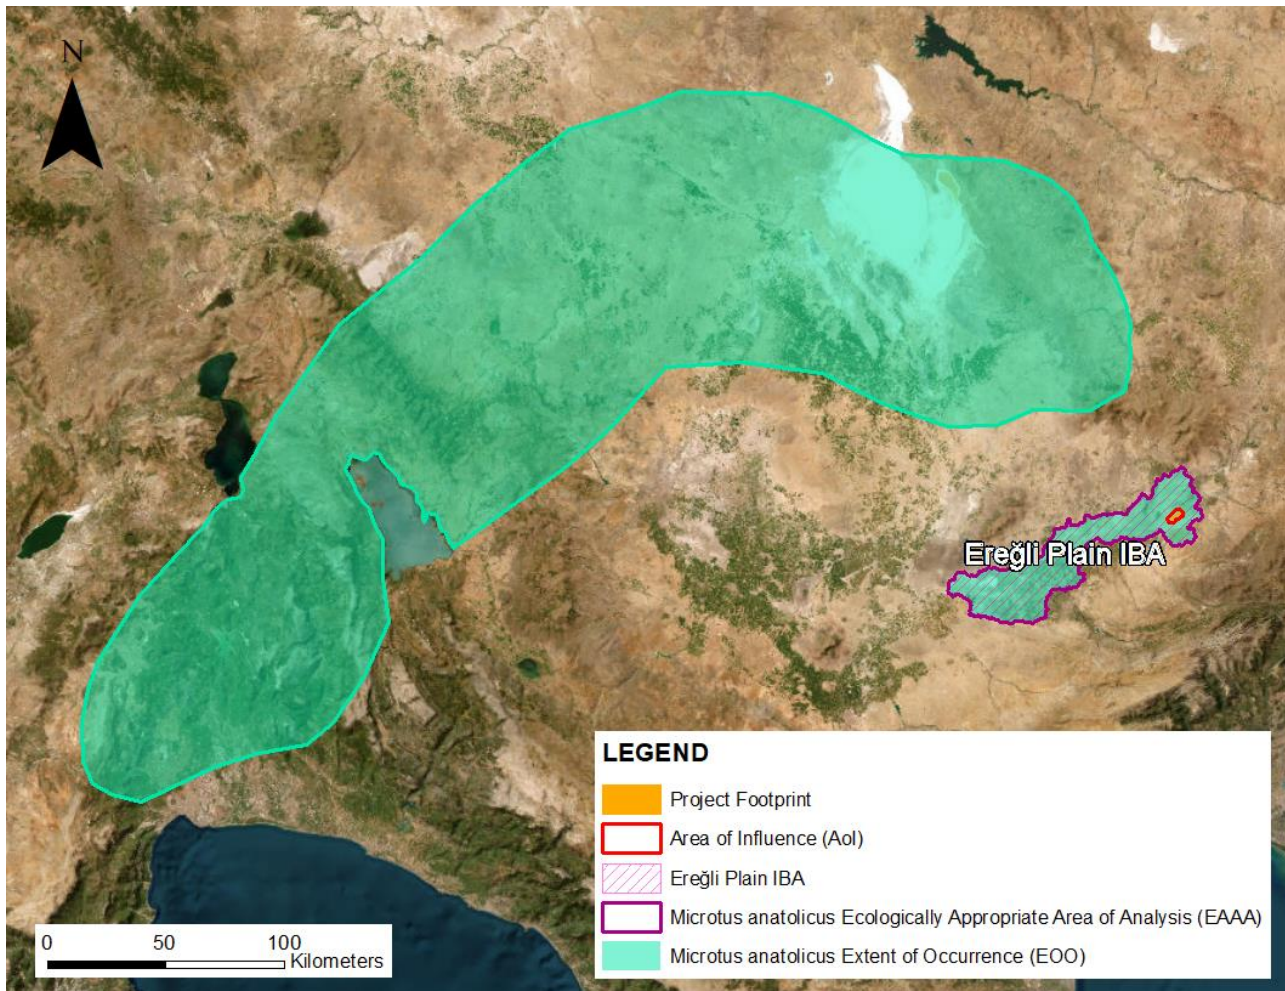 N
Ereğli Plain IBA
LEGEND
Project Footprint
Area of Influence (AoI)
Ereğli Plain IBA
Microtus anatolicus Ecologically Appropriate Area of Analysis (EAAA)
Microtus anatolicus Extent of Occurrence (EOO)
0 50 100
Kilometers